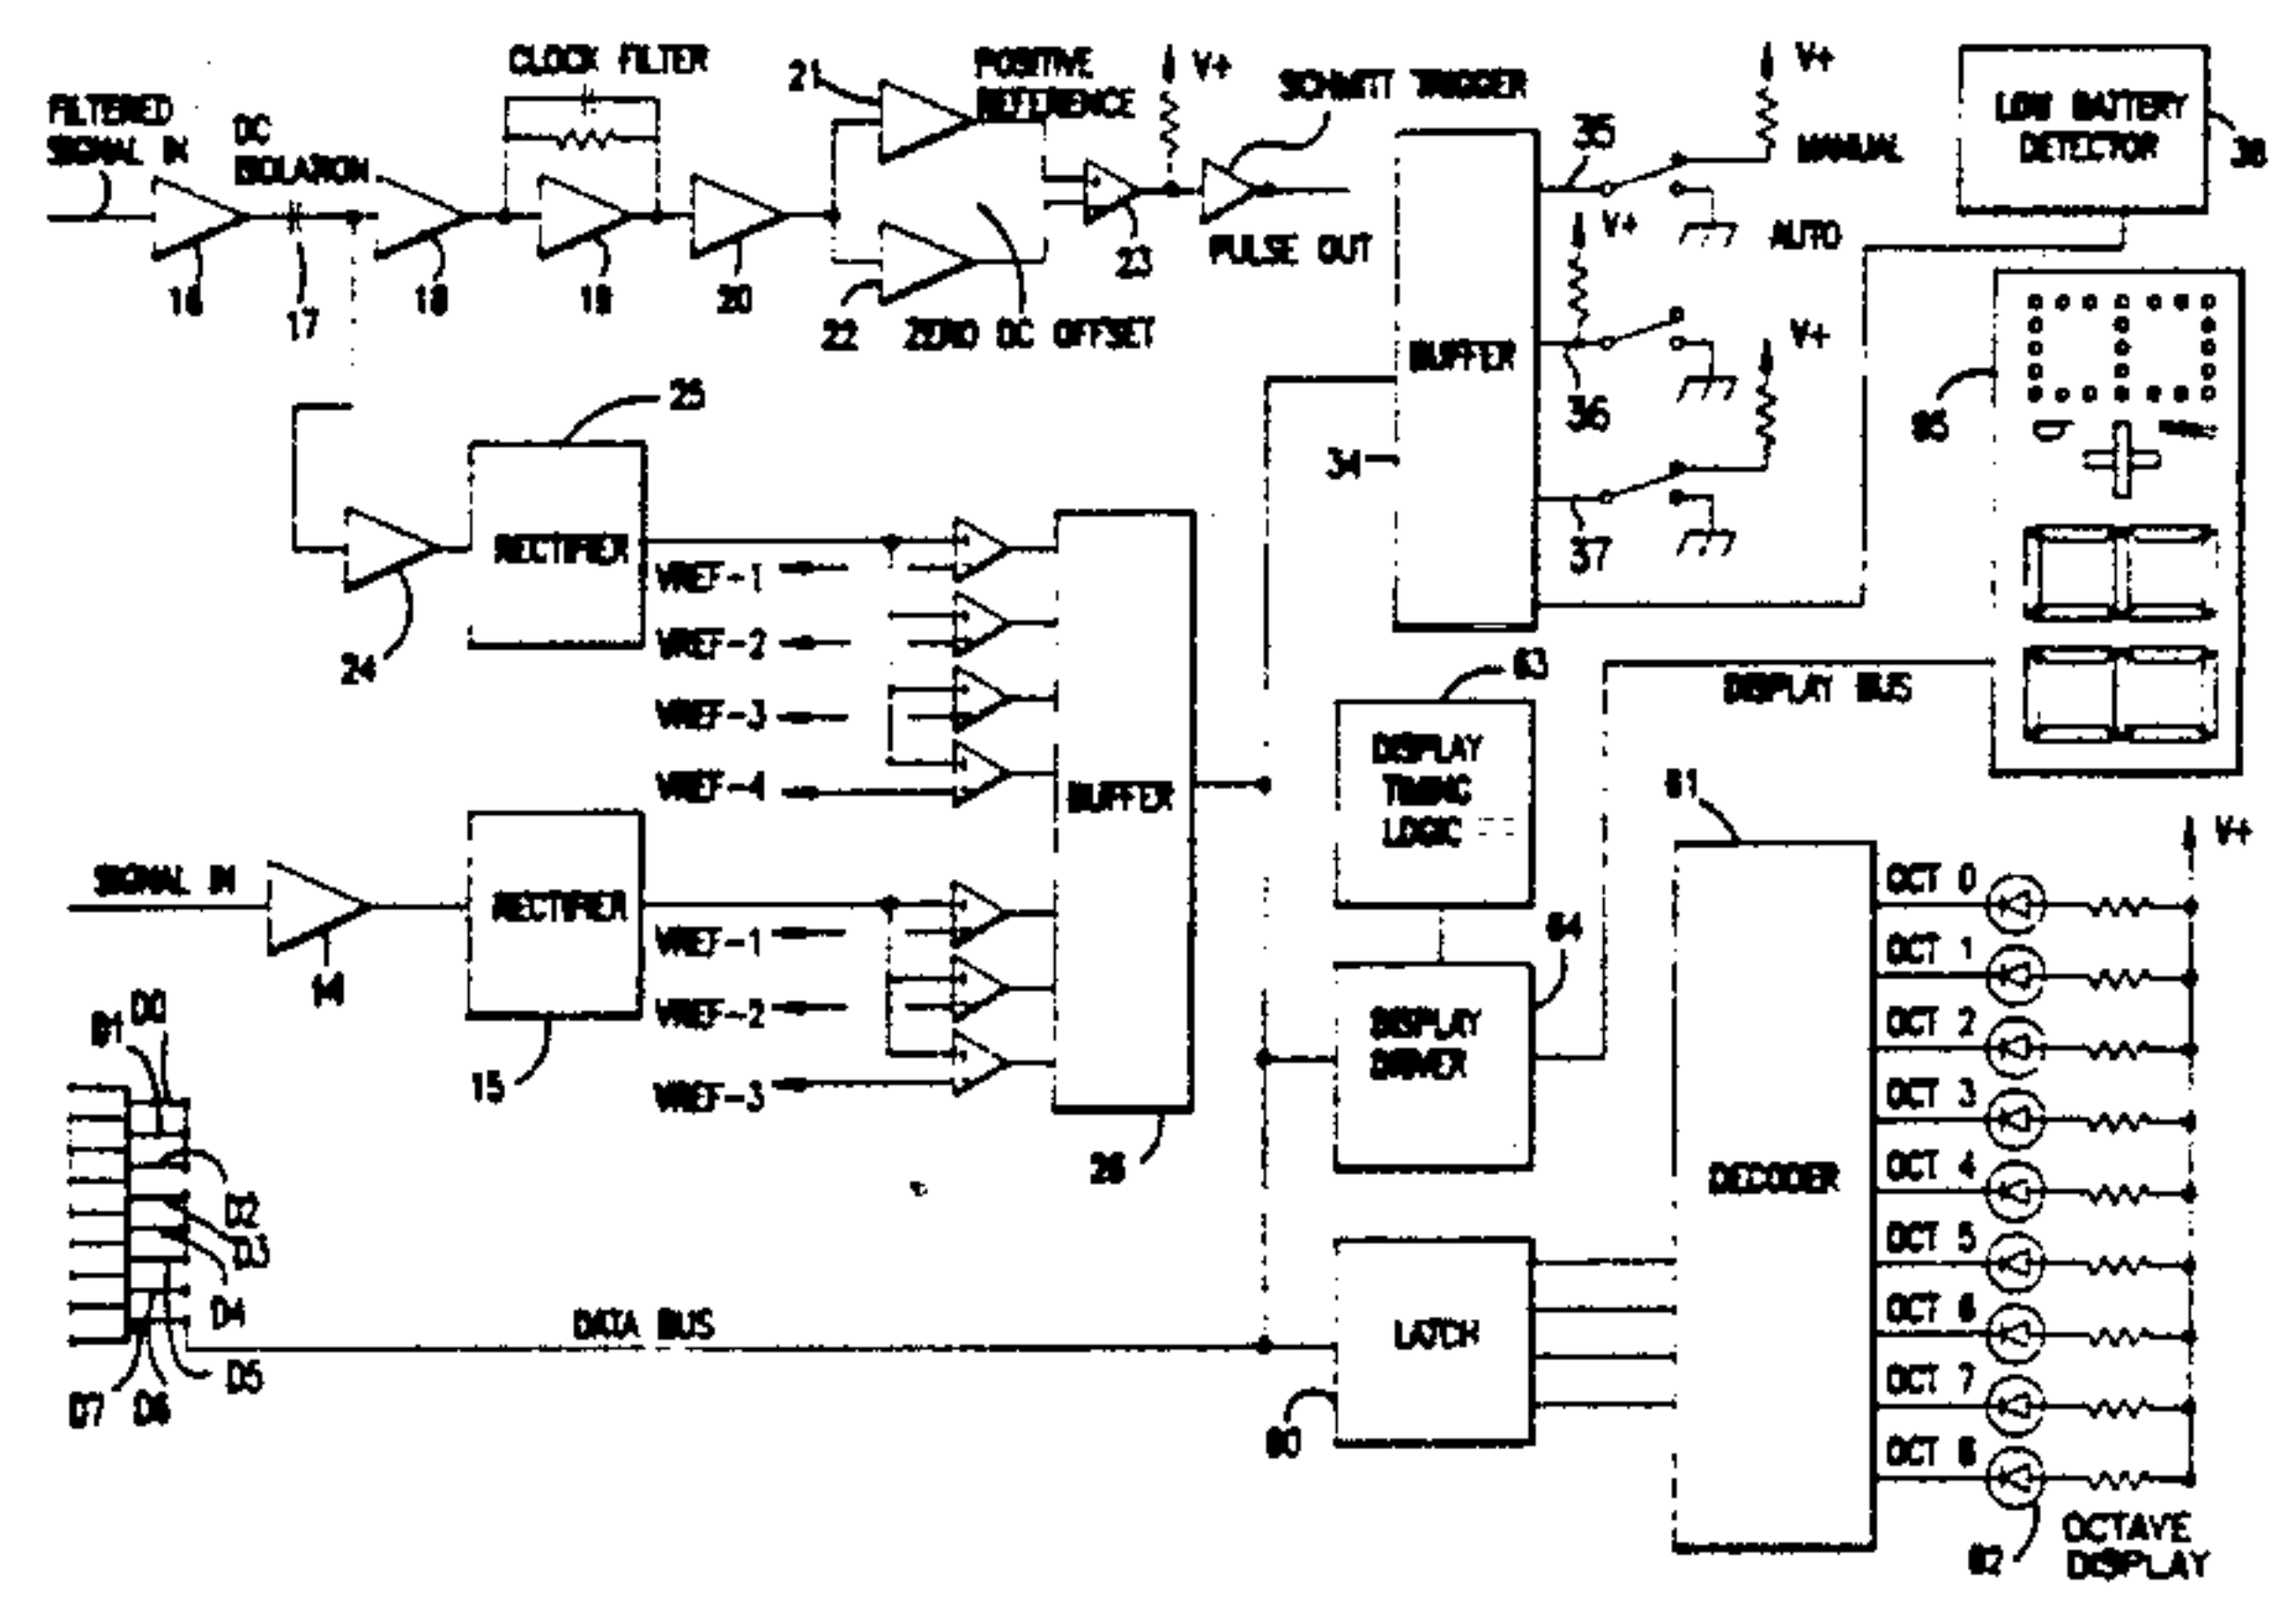 CLOCK FILTER
21
POSITIVE
REFERENCE
V+
SCHMITT TRIGGER
V+
LOW BATTERY
DETECTOR
38
FILTERED
SIGNAL IN
DC
ISOLATION
35
MANUAL
AUTO
16
17
18
19
20
22
ZERO DC OFFSET
23
PULSE OUT
V+
BUFFER
V+
36
25
34
37
RECTIFIER
VREF-1
24
VREF-2
VREF-3
VREF-4
BUFFER
63
DISPLAY BUS
DISPLAY
TIMING
LOGIC
61
V+
SIGNAL IN
14
RECTIFIER
VREF-1
VREF-2
VREF-3
15
26
64
DISPLAY
DRIVER
DECODER
OCT 0
OCT 1
OCT 2
OCT 3
OCT 4
OCT 5
OCT 6
OCT 7
OCT 8
D1 D0
D2
D3
D4
D5
D7 D6
DATA BUS
LATCH
60
62
OCTAVE
DISPLAY